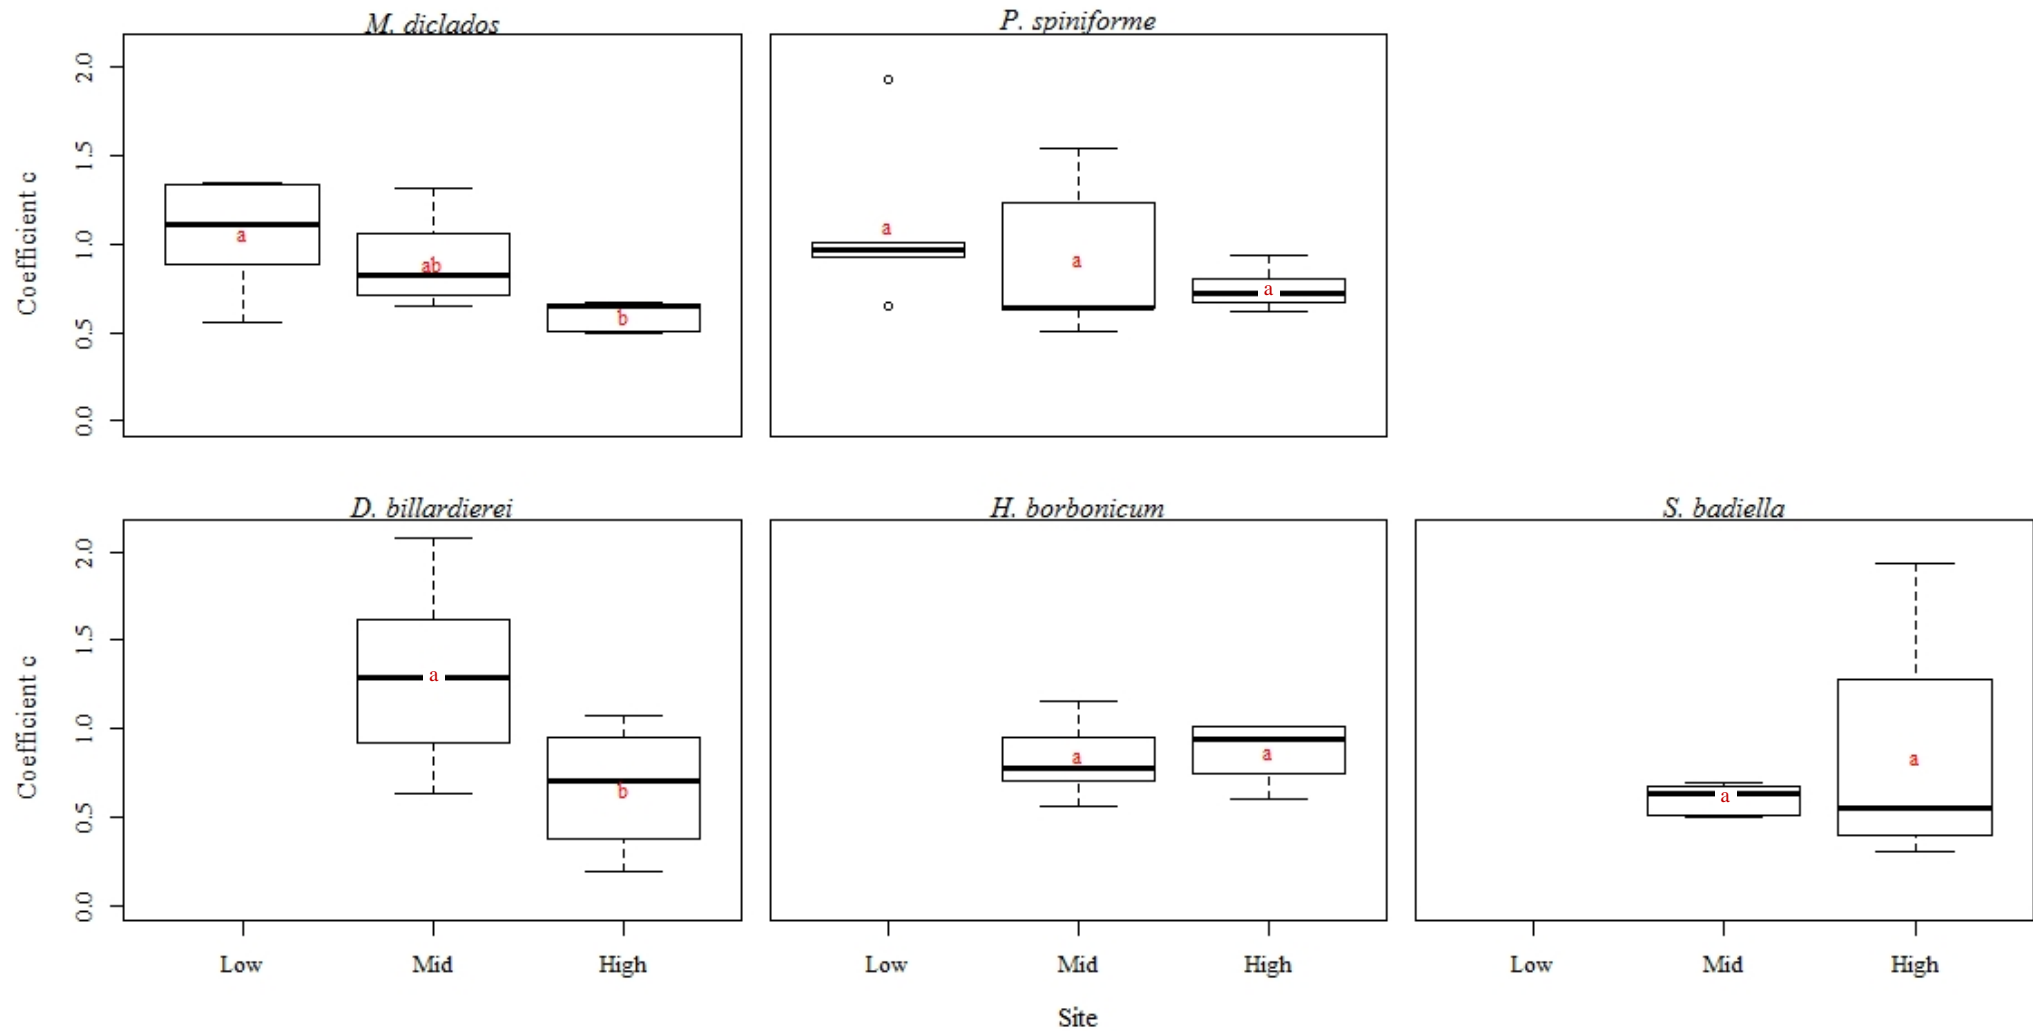 M. diclados
P. spiniforme
Coefficient c
2.0
1.5
1.0
0.5
0.0
a
ab
b
a
a
a
D. billardierei
H. borbonicum
S. badiella
Coefficient c
2.0
1.5
1.0
0.5
0.0
a
b
a
a
a
a
Low Mid High
Low Mid High
Low Mid High
Site